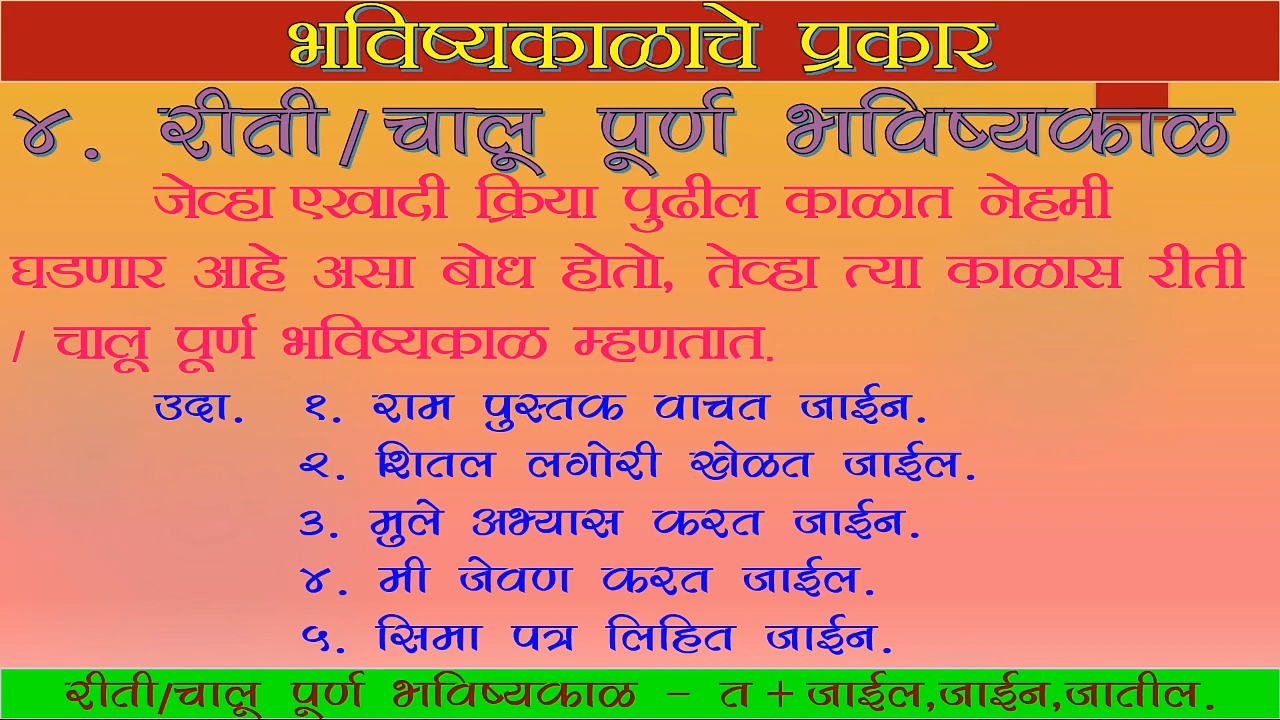 भविष्यकाळाचे प्रकार
४. रीती/चालू पूर्ण भविष्यकाळ
जेव्हा एखादी क्रिया पुढील काळात नेहमी
घडणार आहे असा बोध होतो, तेव्हा त्या काळास रीती
/ चालू पूर्ण भविष्यकाळ म्हणतात.
उदा. १. राम पुस्तक वाचत जाईन.
२. शितल लगोरी खेळत जाईल.
३. मुले अभ्यास करत जाईन.
४. मी जेवण करत जाईल.
५. सिमा पत्र लिहित जाईन.
रीती/चालू पूर्ण भविष्यकाळ - त + जाईल,जाईन,जातील.